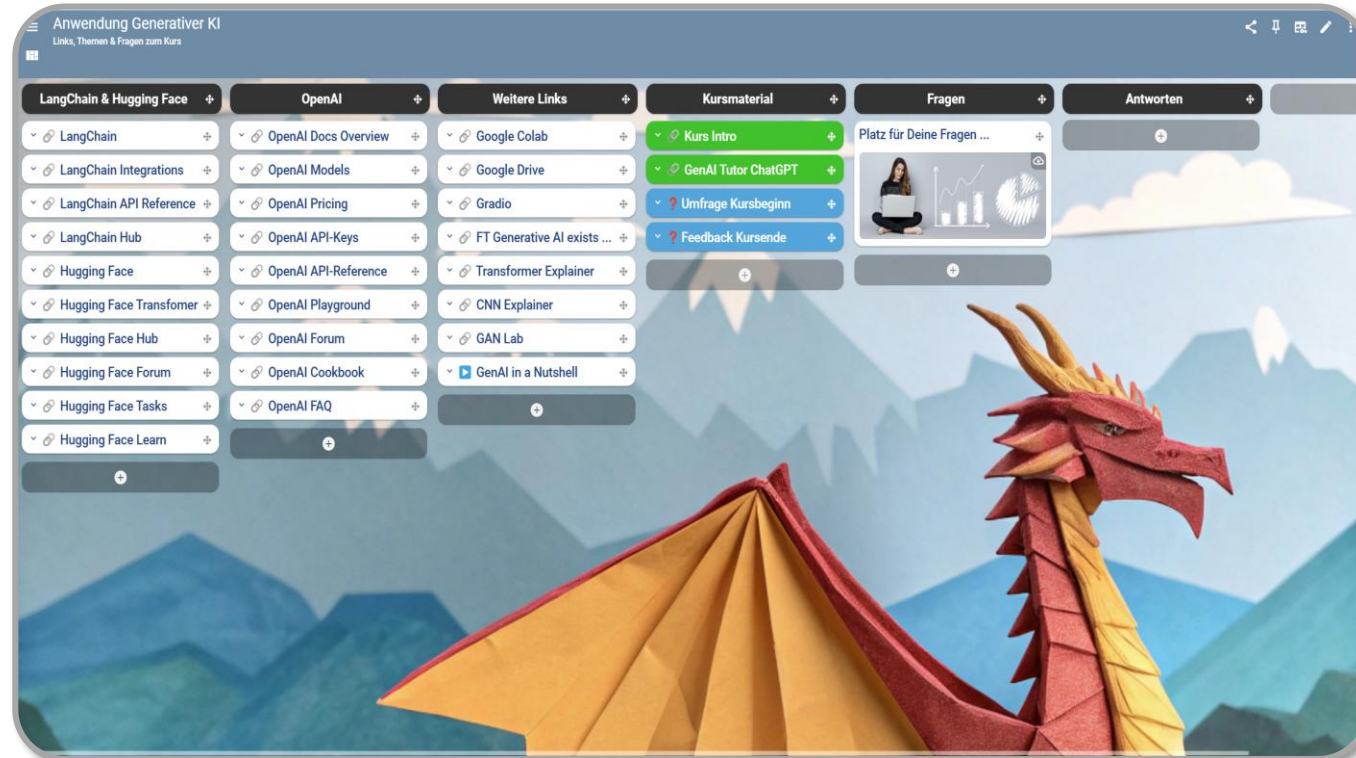 Anwendung Generativer KI
Links, Themen & Fragen zum Kurs
LangChain & Hugging Face
LangChain
LangChain Integrations
LangChain API Reference
LangChain Hub
Hugging Face
Hugging Face Transfomer
Hugging Face Hub
Hugging Face Forum
Hugging Face Tasks
Hugging Face Learn
OpenAI
OpenAI Docs Overview
OpenAI Models
OpenAI Pricing
OpenAI API-Keys
OpenAI API-Reference
OpenAI Playground
OpenAI Forum
OpenAI Cookbook
OpenAI FAQ
Weitere Links
Google Colab
Google Drive
Gradio
FT Generative AI exists ...
Transformer Explainer
CNN Explainer
GAN Lab
GenAI in a Nutshell
Kursmaterial
Kurs Intro
GenAI Tutor ChatGPT
❓Umfrage Kursbeginn
❓Feedback Kursende
Fragen
Platz für Deine Fragen ...
Antworten